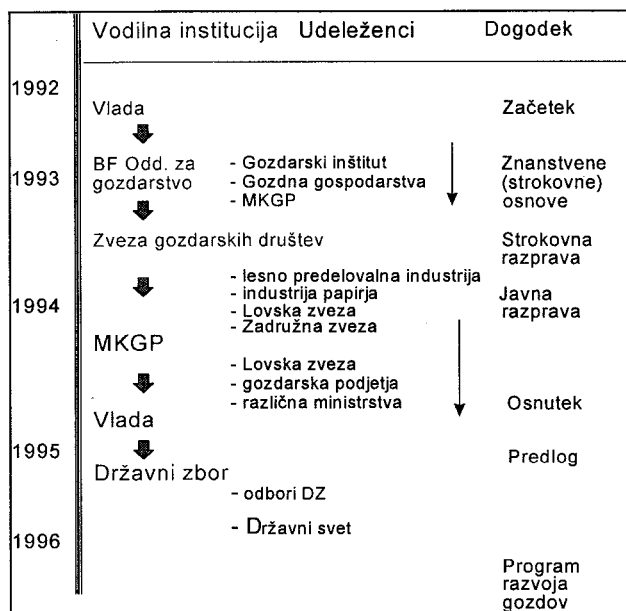 Vodilna institucija Udeleženci Dogodek
1992
Vlada Začetek
BF Odd. za - Gozdarski inštitut Znanstvene
1993 gozdarstvo - Gozdna gospodarstva (strokovne)
- MKGP osnove
Zveza gozdarskih društev Strokovna
razprava
- lesno predelovalna industrija
- industrija papirja Javna
1994 - Lovska zveza razprava
- Zadružna zveza
MKGP
- Lovska zveza
- gozdarska podjetja
- različna ministrstva Osnutek
Vlada
1995 Predlog
Državni zbor
- odbori DZ
- Državni svet
1996
Program
razvoja
gozdov